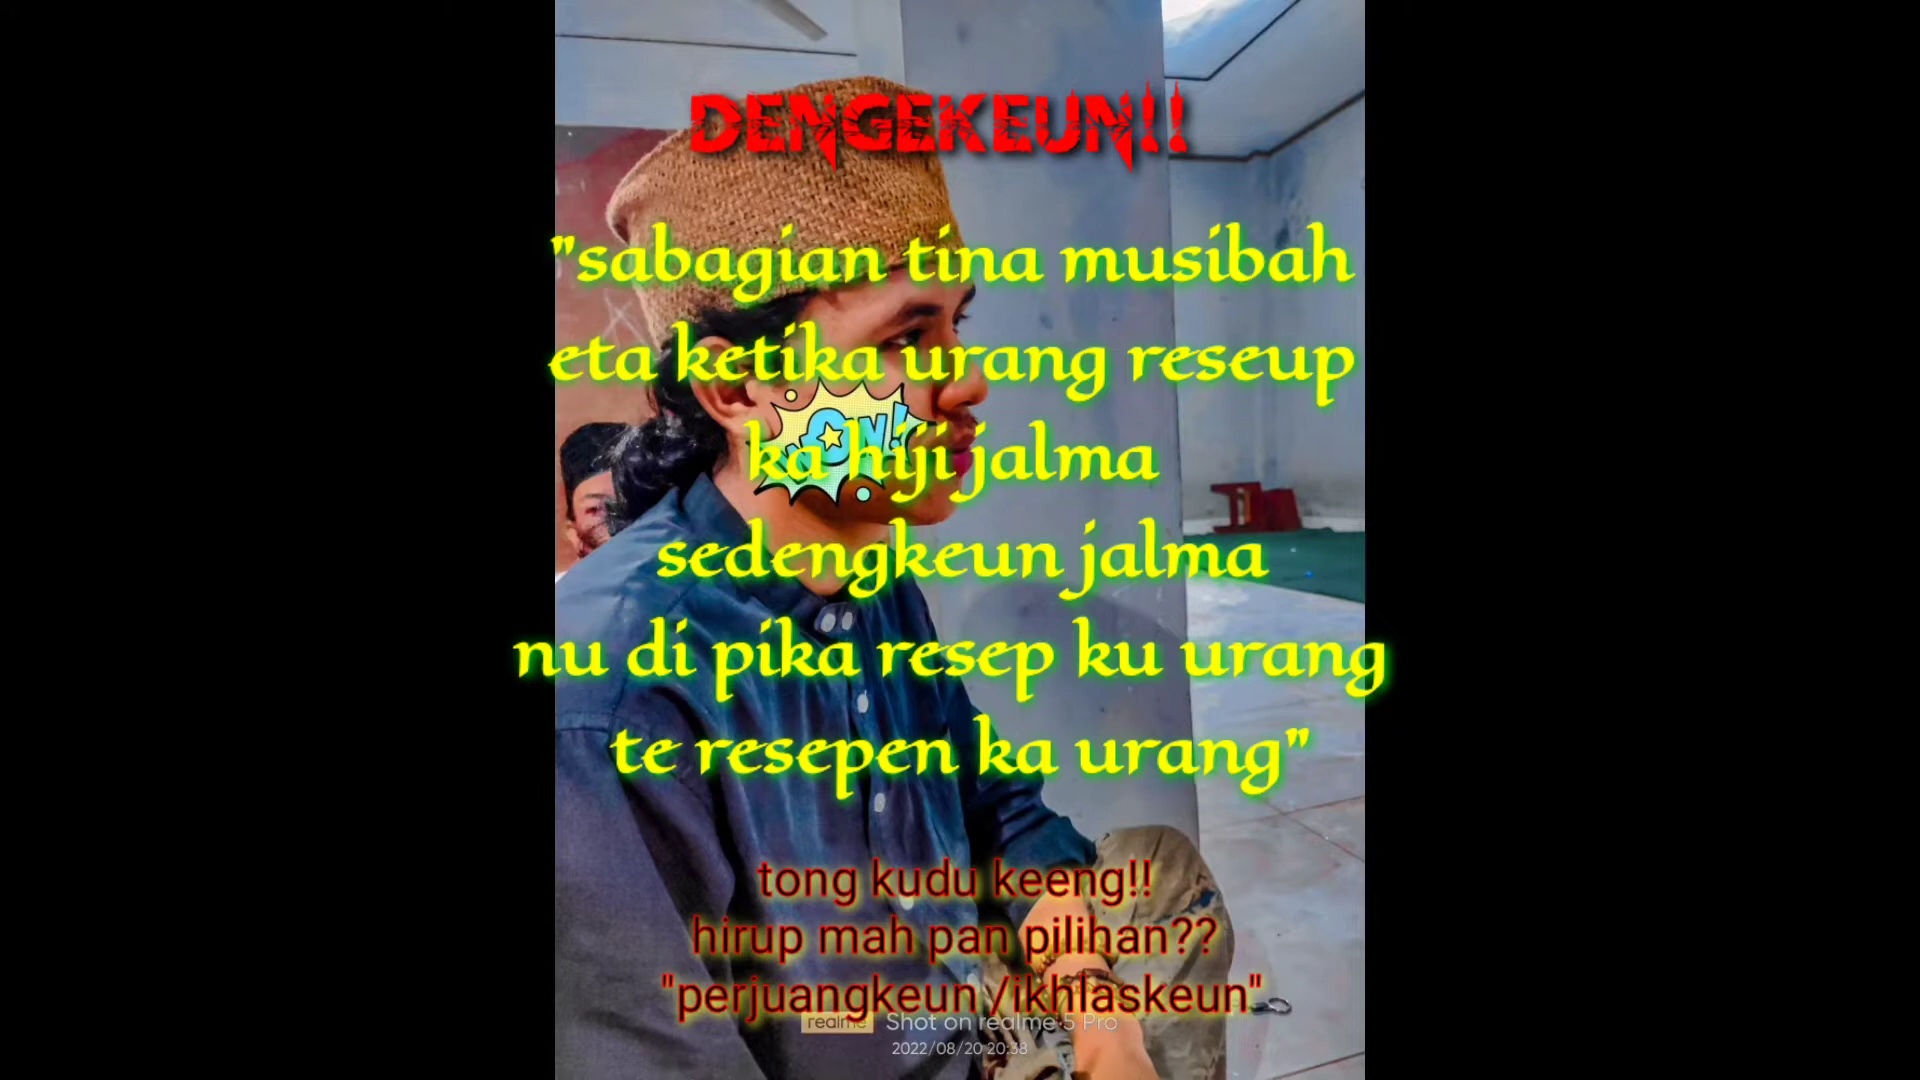 DENGEKEUN!!
"sabagian tina musibah
eta ketika urang reseup
ka hiji jalma
WOW!
sedengkeun jalma
nu di pika resep ku urang
te resepen ka urang"
tong kudu keeng!!
hirup mah pan pilihan??
"perjuangkeun /ikhlaskeun"
realme Shot on realme 5 Pro
2022/08/20 20:38